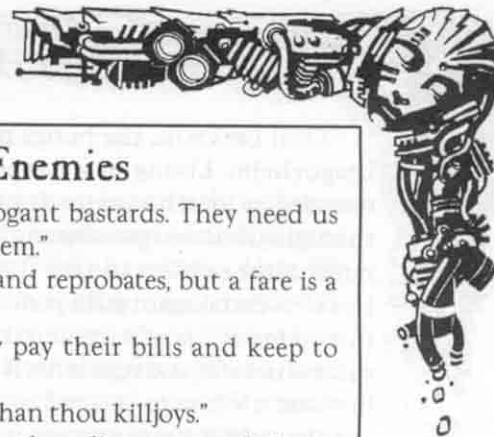 Enemies
ogant bastards. They need us
em."
and reprobates, but a fare is a
pay their bills and keep to
than thou killjoys."